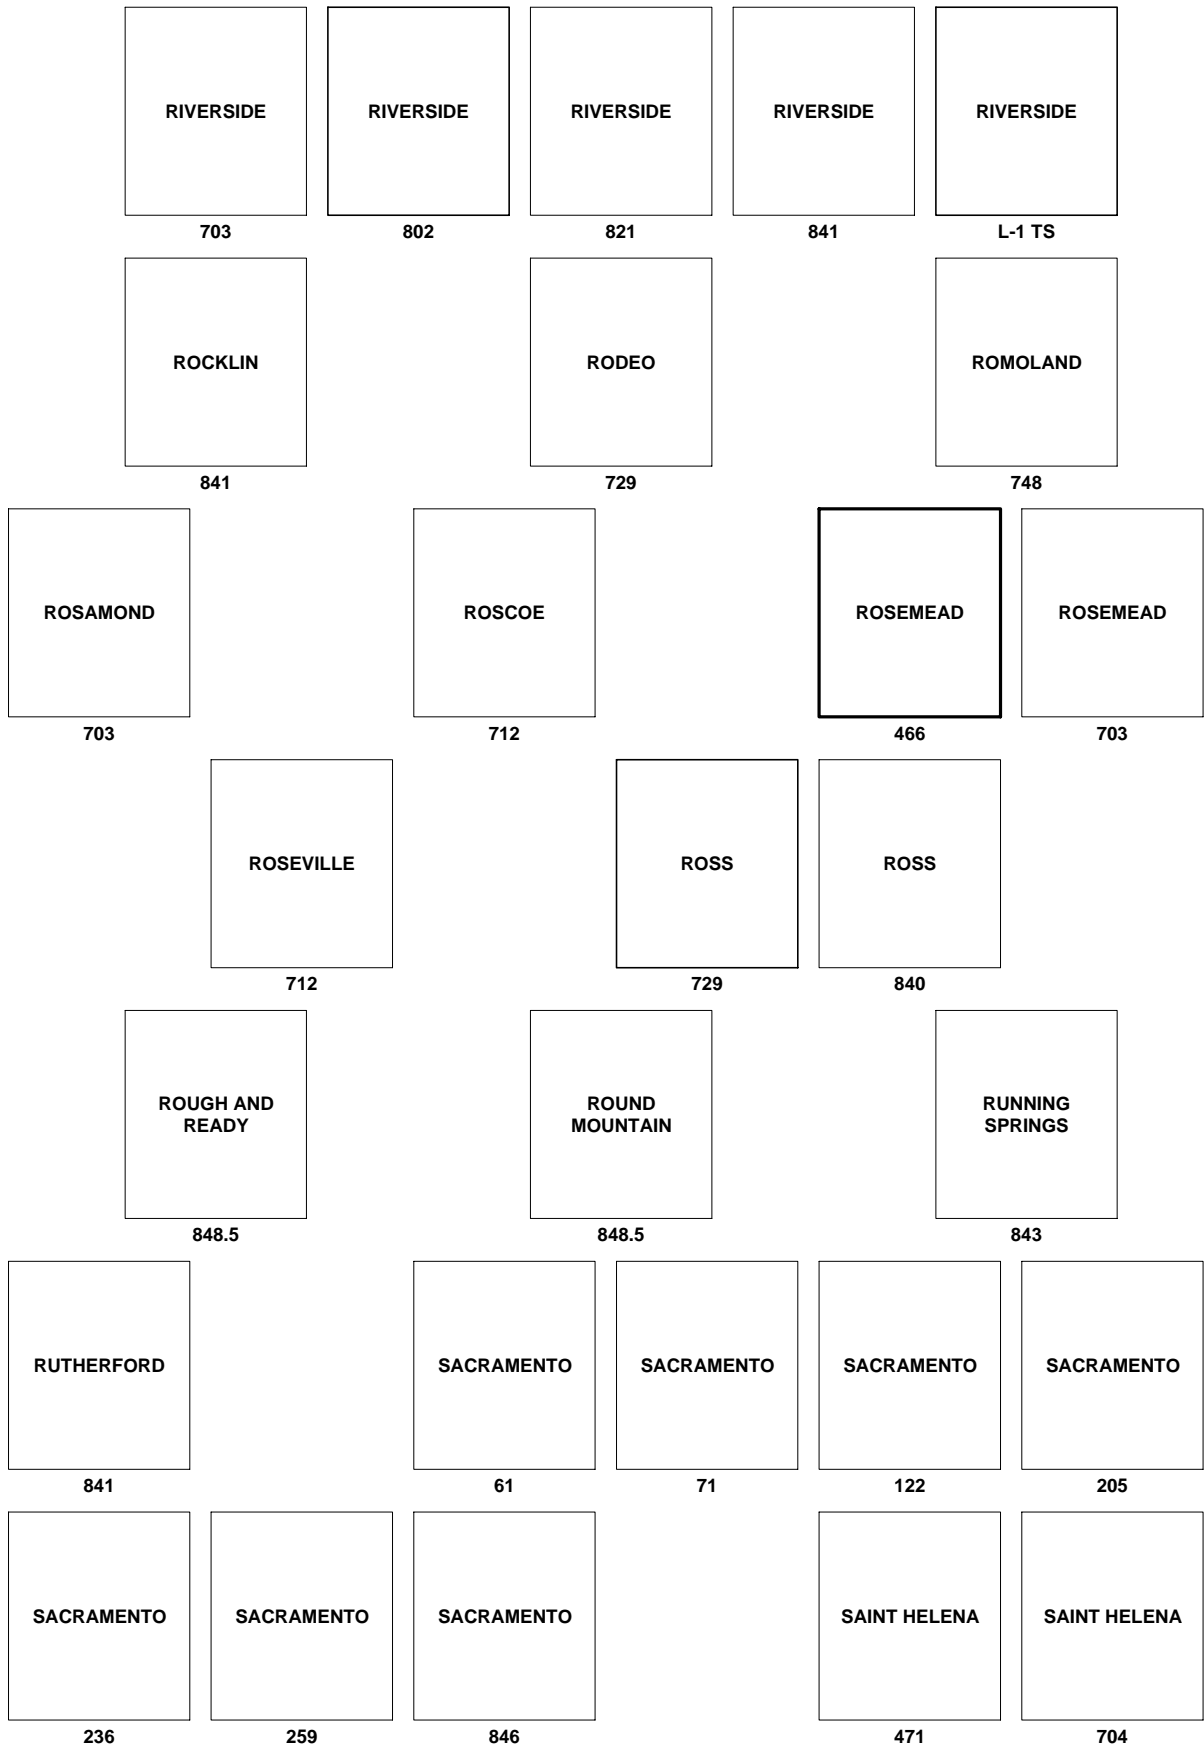 RIVERSIDE RIVERSIDE RIVERSIDE RIVERSIDE RIVERSIDE
703 802 821 841 L-1 TS
ROCKLIN RODEO ROMOLAND
841 729 748
ROSAMOND ROSCOE ROSEMEAD ROSEMEAD
703 712 466 703
ROSEVILLE ROSS ROSS
712 729 840
ROUGH AND ROUND RUNNING
READY MOUNTAIN SPRINGS
848.5 848.5 843
RUTHERFORD SACRAMENTO SACRAMENTO SACRAMENTO SACRAMENTO
841 61 71 122 205
SACRAMENTO SACRAMENTO SACRAMENTO SAINT HELENA SAINT HELENA
236 259 846 471 704